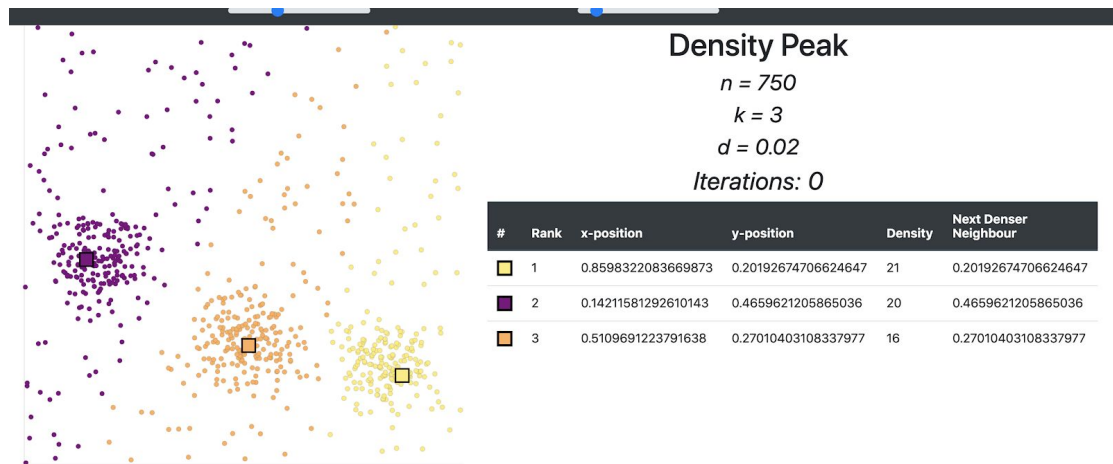 Density Peak
n = 750
k = 3
d = 0.02
Iterations: 0
# Rank x-position y-position Density Next Denser Neighbour
1 0.8598322083669873 0.20192674706624647 21 0.20192674706624647
2 0.14211581292610143 0.4659621205865036 20 0.4659621205865036
3 0.5109691223791638 0.27010403108337977 16 0.27010403108337977